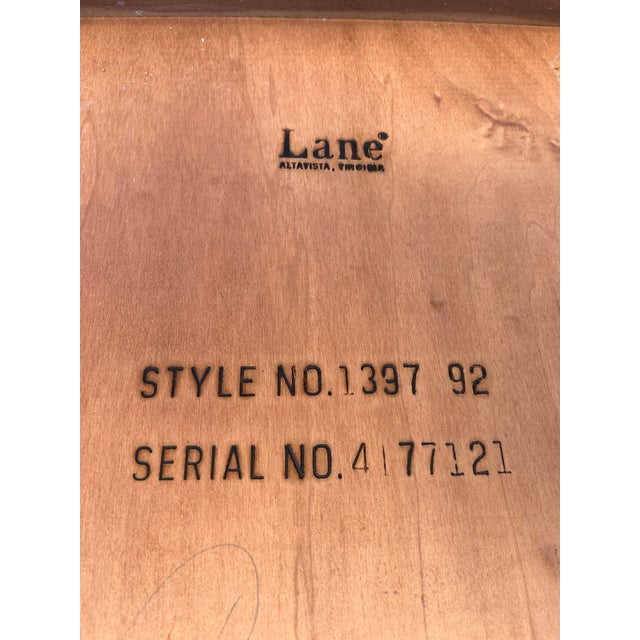 Lane®
ALTAVISTA, VIRGINIA
STYLE NO. 1397 92
SERIAL NO. 4177121